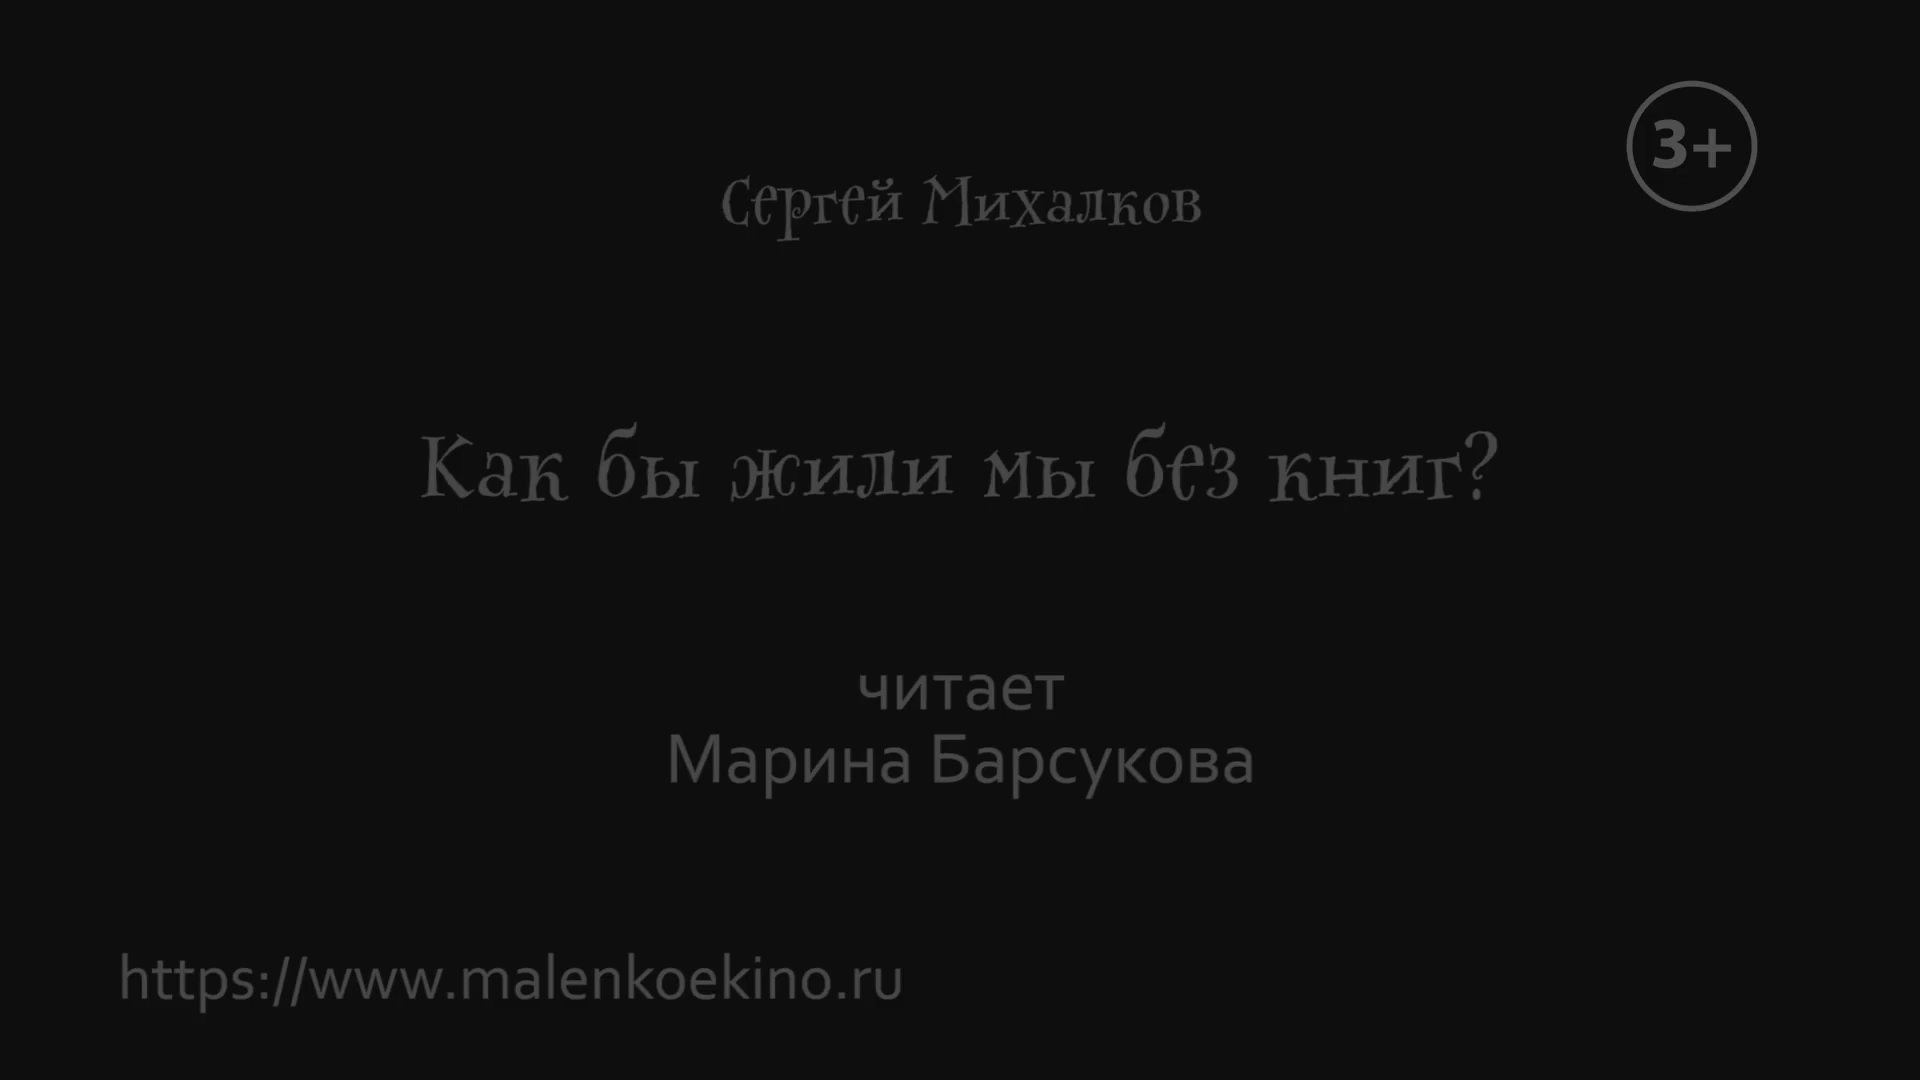 3+
Сергей Михалков
Как бы жили мы без книг?
читает
Марина Барсукова
https://www.malenkoekino.ru